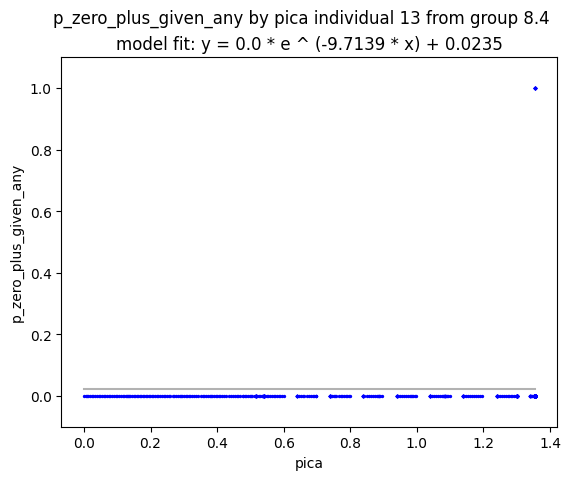 p_zero_plus_given_any by pica individual 13 from group 8.4
model fit: y = 0.0 * e ^ (-9.7139 * x) + 0.0235
1.0
0.8
0.6
0.4
0.2
0.0
p_zero_plus_given_any
0.0 0.2 0.4 0.6 0.8 1.0 1.2 1.4
pica